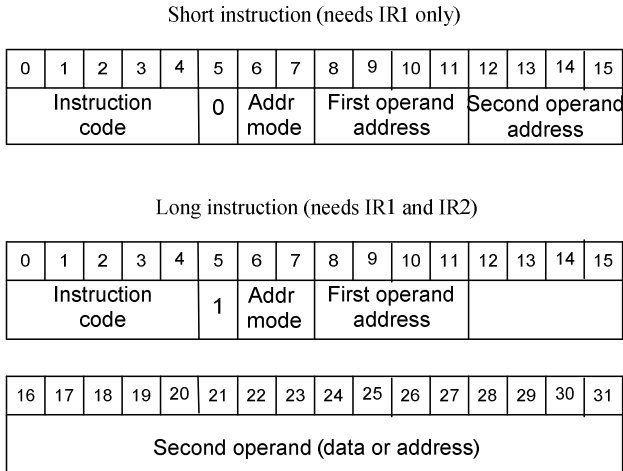 Short instruction (needs IR1 only)
0 1 2 3 4 5 6 7 8 9 10 11 12 13 14 15
Instruction code 0 Addr mode First operand address Second operand address
Long instruction (needs IR1 and IR2)
0 1 2 3 4 5 6 7 8 9 10 11 12 13 14 15
Instruction code 1 Addr mode First operand address
16 17 18 19 20 21 22 23 24 25 26 27 28 29 30 31
Second operand (data or address)